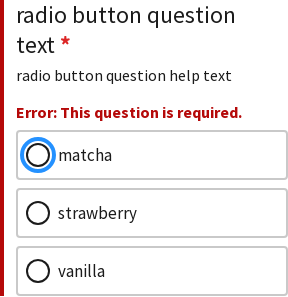 radio button question
text *
radio button question help text
Error: This question is required.
matcha
strawberry
vanilla